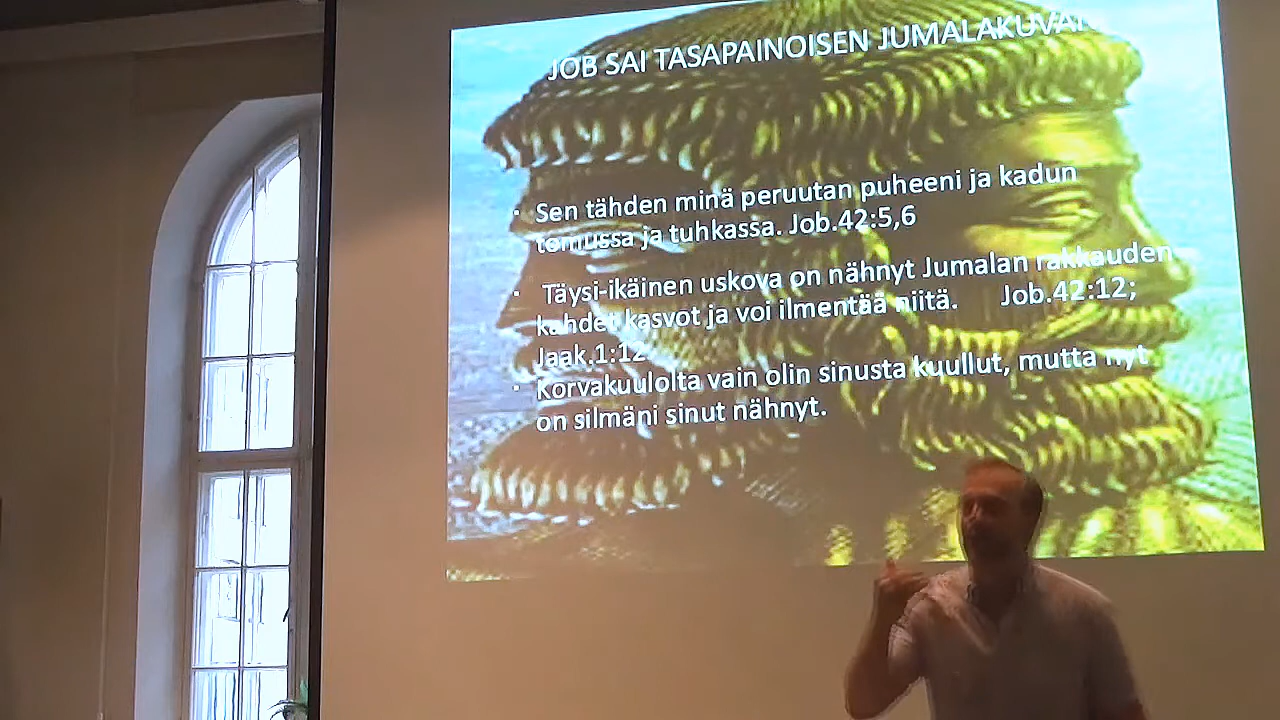 JOB SAI TASAPAINOISEN JUMALAKUVAN
• Sen tähden minä peruutan puheeni ja kadun
tomussa ja tuhkassa. Job.42:5,6
• Täysi-ikäinen uskova on nähnyt Jumalan rakkauden
kahdet kasvot ja voi ilmentää niitä. Job.42:12;
Jaak.1:12
• Korvakuulolta vain olin sinusta kuullut, mutta nyt
on silmäni sinut nähnyt.